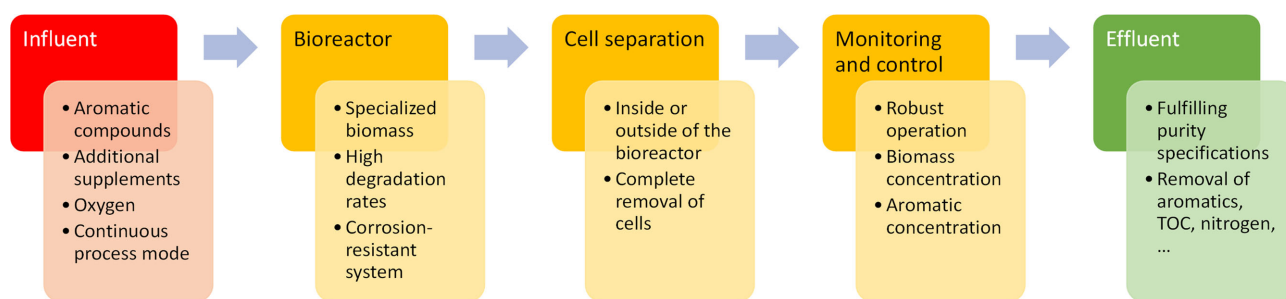 Influent
• Aromatic
compounds
• Additional
supplements
• Oxygen
• Continuous
process mode
Bioreactor
• Specialized
biomass
• High
degradation
rates
• Corrosion-
resistant
system
Cell separation
• Inside or
outside of the
bioreactor
• Complete
removal of
cells
Monitoring
and control
• Robust
operation
• Biomass
concentration
• Aromatic
concentration
Effluent
• Fulfilling
purity
specifications
• Removal of
aromatics,
TOC, nitrogen,
...